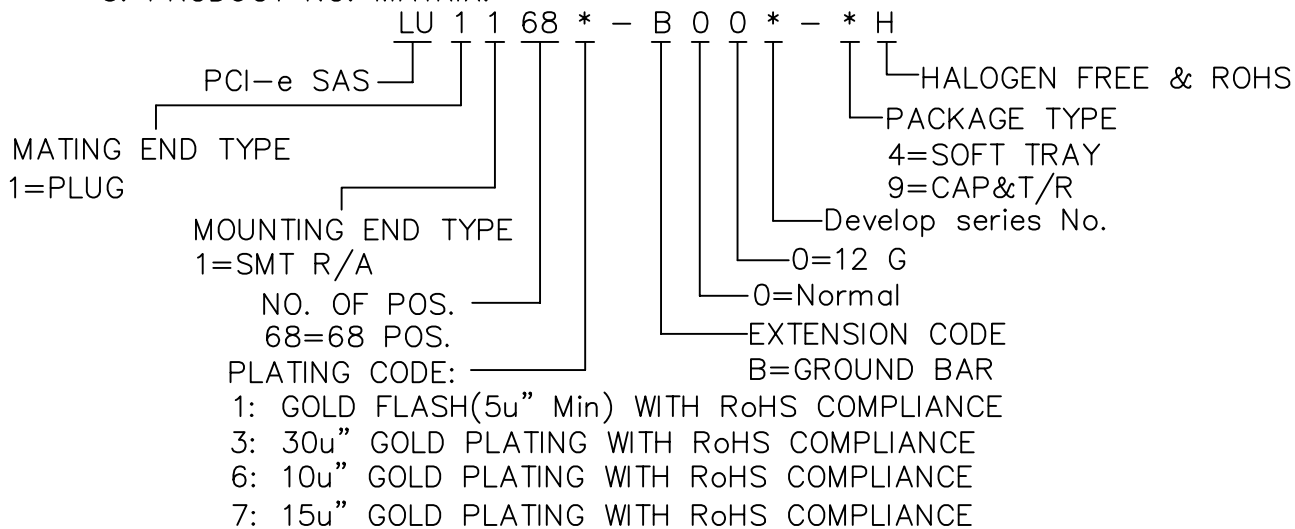 LU 1 1 68 * - B 0 0 * - * H
PCI-e SAS
HALOGEN FREE & ROHS
PACKAGE TYPE
4=SOFT TRAY
9=CAP&T/R
MATING END TYPE
1=PLUG
Develop series No.
MOUNTING END TYPE
1=SMT R/A
0=12 G
0=Normal
NO. OF POS.
68=68 POS.
EXTENSION CODE
B=GROUND BAR
PLATING CODE:
1: GOLD FLASH(5u" Min) WITH RoHS COMPLIANCE
3: 30u" GOLD PLATING WITH RoHS COMPLIANCE
6: 10u" GOLD PLATING WITH RoHS COMPLIANCE
7: 15u" GOLD PLATING WITH RoHS COMPLIANCE